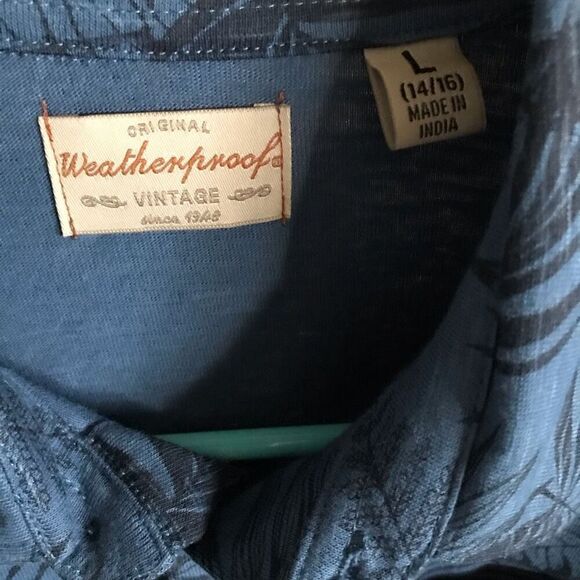 ORIGINAL
Weatherproof
VINTAGE
since 1948
L
(14/16)
MADE IN
INDIA